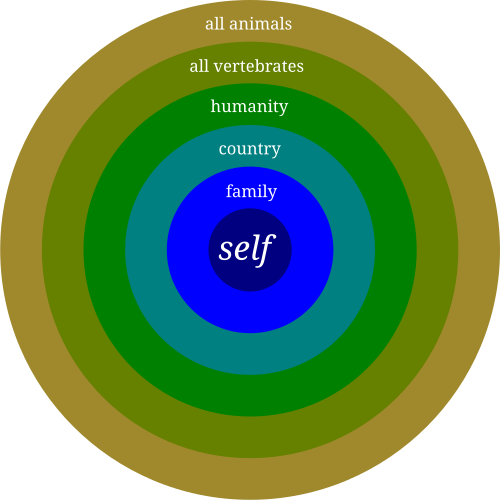 all animals
all vertebrates
humanity
country
family
self